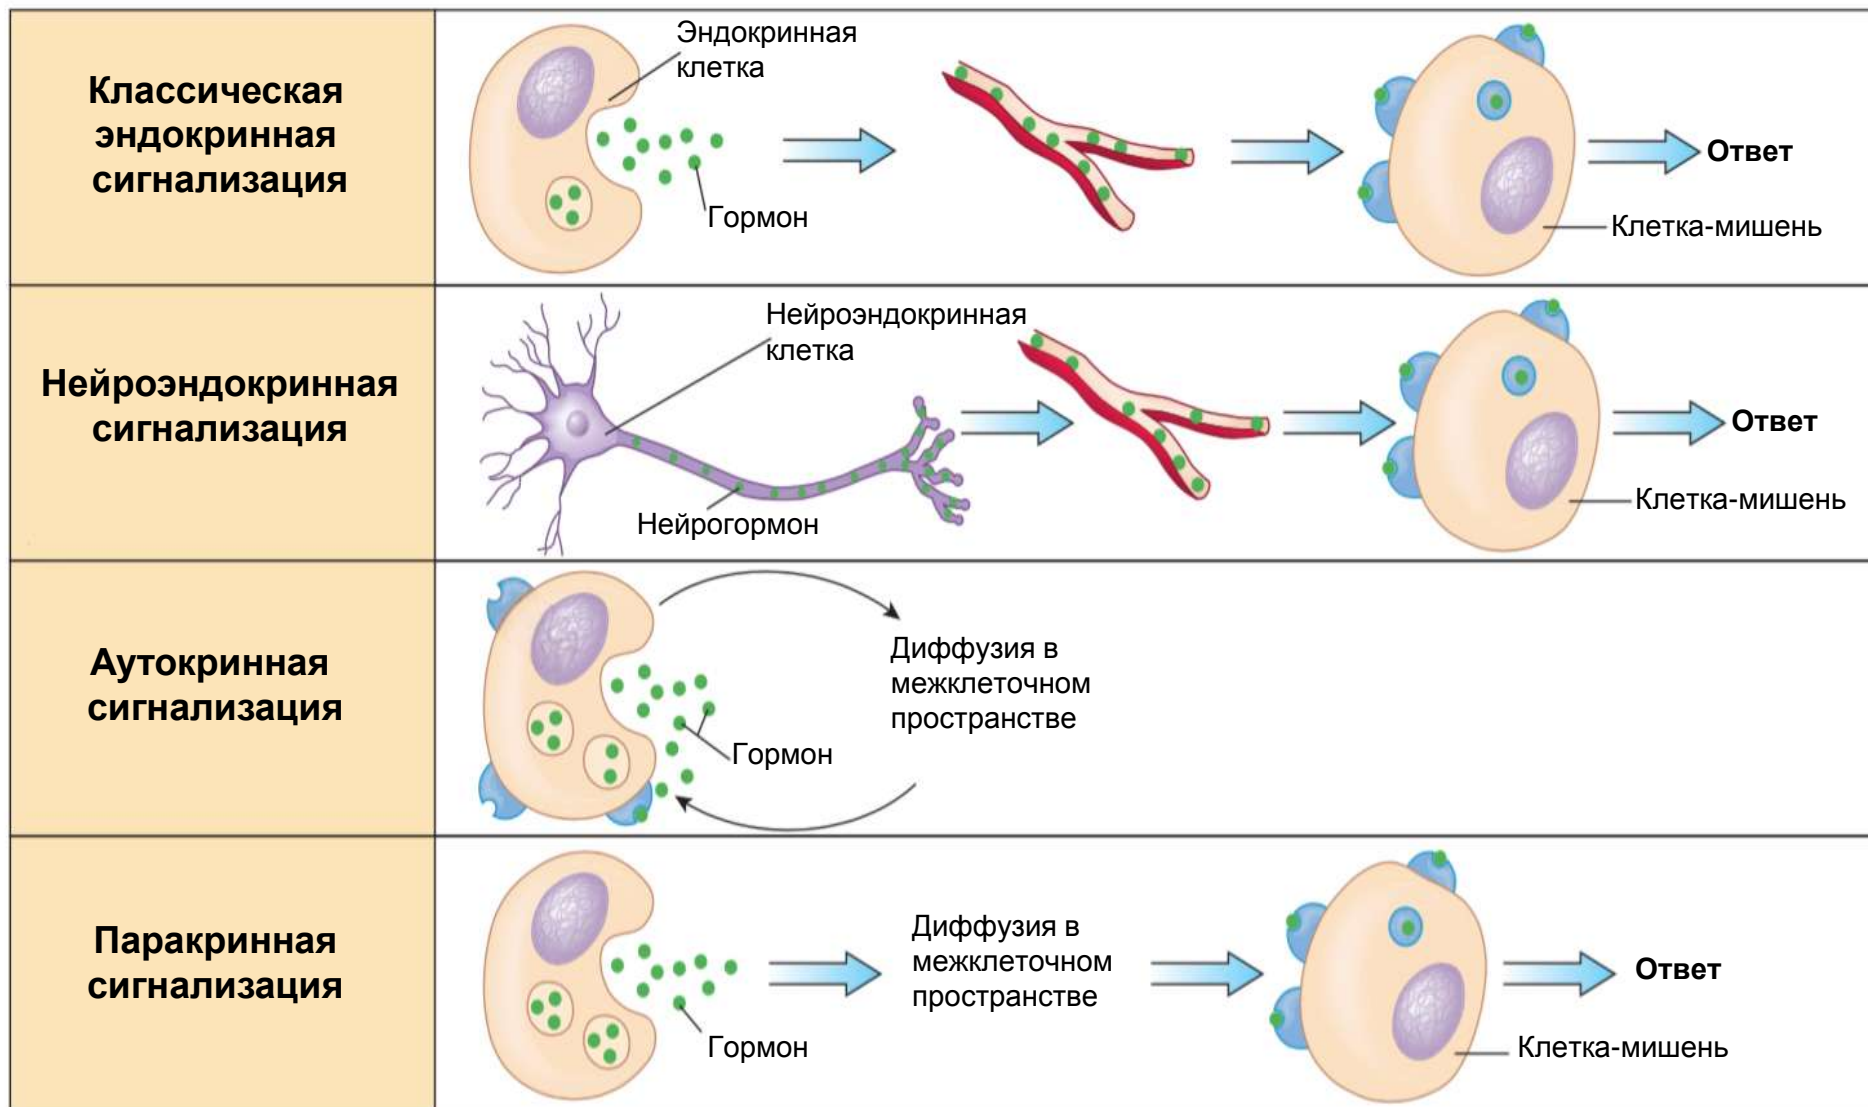 Классическая
эндокринная
сигнализация
Эндокринная
клетка
Гормон
Ответ
Клетка-мишень
Нейроэндокринная
сигнализация
Нейроэндокринная
клетка
Нейрогормон
Ответ
Клетка-мишень
Аутокринная
сигнализация
Гормон
Диффузия в
межклеточном
пространстве
Паракринная
сигнализация
Гормон
Диффузия в
межклеточном
пространстве
Ответ
Клетка-мишень